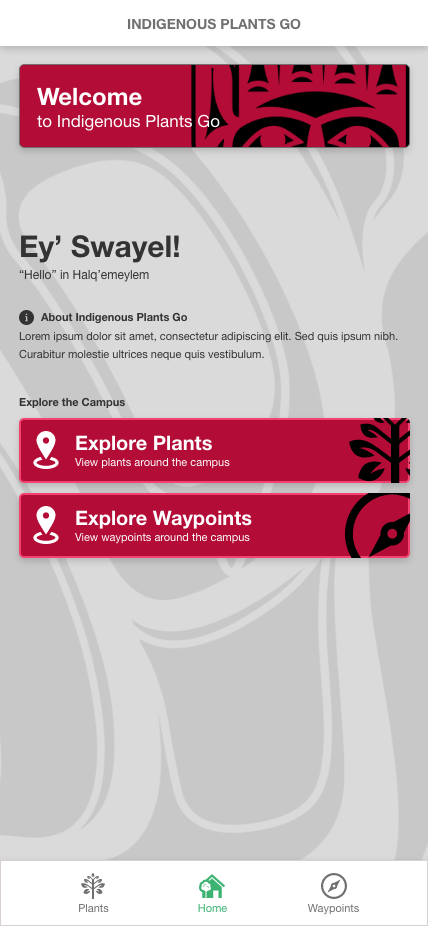 INDIGENOUS PLANTS GO
Welcome
to Indigenous Plants Go
Ey’ Swayel!
“Hello” in Halq’emeylem
i About Indigenous Plants Go
Lorem ipsum dolor sit amet, consectetur adipiscing elit. Sed quis ipsum nibh.
Curabitur molestie ultrices neque quis vestibulum.
Explore the Campus
Explore Plants
View plants around the campus
Explore Waypoints
View waypoints around the campus
Plants Home Waypoints